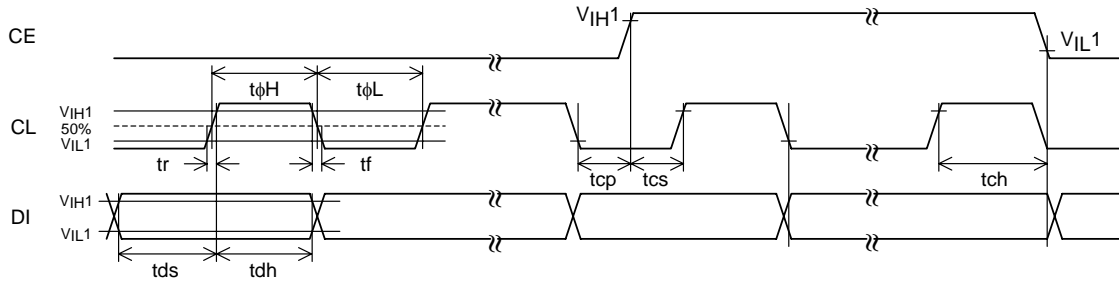 VIH1
CE
VIL1
tϕH
tϕL
VIH1
50%
CL
VIL1
tr
tf
tcp
tcs
tch
VIH1
DI
VIL1
tds
tdh